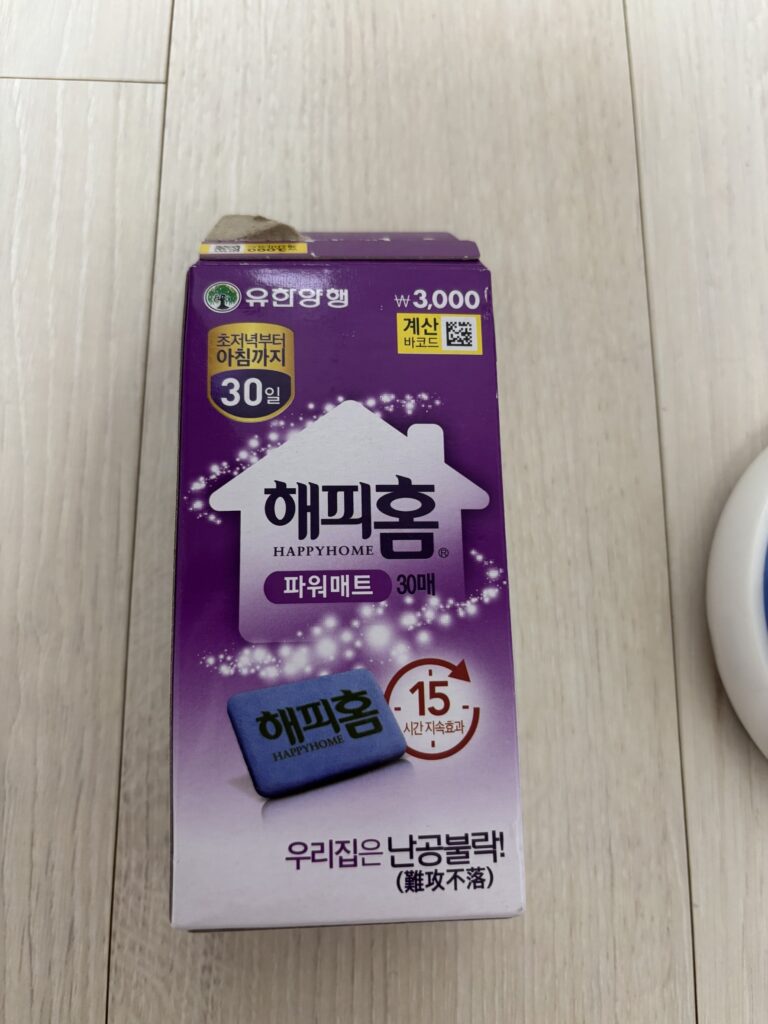 유한양행
₩3,000
계산
바코드
초저녁부터
아침까지
30일
해피홈®
HAPPYHOME
파워매트 30매
해피홈
HAPPYHOME
15
시간 지속효과
우리집은 난공불락!
(難攻不落)